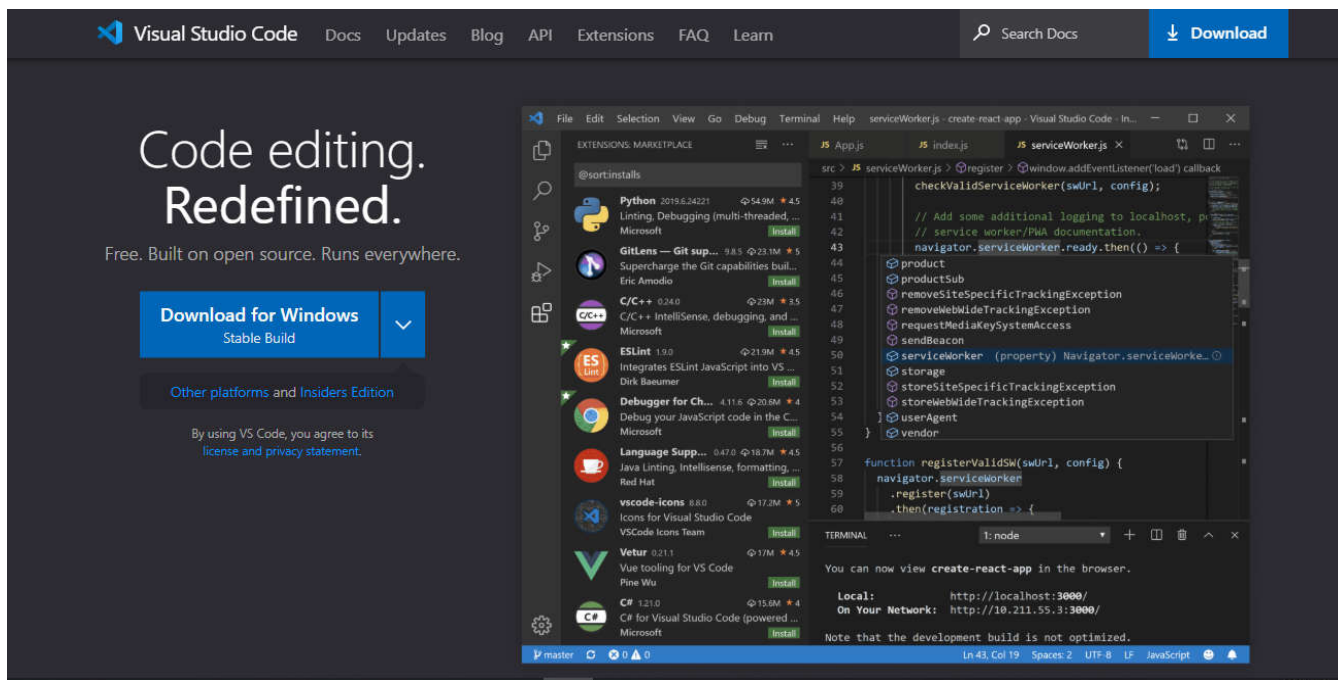 Visual Studio Code Docs Updates Blog API Extensions FAQ Learn Search Docs Download
Code editing.
Redefined.
Free. Built on open source. Runs everywhere.
Download for Windows
Stable Build
Other platforms and Insiders Edition
By using VS Code, you agree to its
license and privacy statement.
File Edit Selection View Go Debug Terminal Help serviceWorker.js - create-react-app - Visual Studio Code - In...
EXTENSIONS: MARKETPLACE
@sort:installs
Python 2019.6.24221 54.9M 4.5
Linting, Debugging (multi-threaded, ...
Microsoft Install
GitLens — Git sup... 9.8.5 23.1M 5
Supercharge the Git capabilities buil...
Eric Amodio Install
C/C++ 0.24.0 23M 3.5
C/C++ IntelliSense, debugging, and ...
Microsoft Install
ESLint 1.9.0 21.9M 4.5
Integrates ESLint JavaScript into VS ...
Dirk Baeumer Install
Debugger for Ch... 4.11.6 20.6M 4
Debug your JavaScript code in the C...
Microsoft Install
Language Supp... 0.47.0 18.7M 4.5
Java Linting, Intellisense, formatting, ...
Red Hat Install
vscode-icons 8.8.0 17.2M 5
Icons for Visual Studio Code
VSCode Icons Team Install
Vetur 0.21.1 17M 4.5
Vue tooling for VS Code
Pine Wu Install
C# 1.21.0 15.6M 4
C# for Visual Studio Code (powered ...
Microsoft Install
C/C++
ES
Lint
C#
JS App.js JS index.js JS serviceWorker.js
src > JS serviceWorker.js > register > window.addEventListener('load') callback
39 checkValidServiceWorker(swUrl, config);
40
41 // Add some additional logging to localhost, p
42 // service worker/PWA documentation.
43 navigator.serviceWorker.ready.then(() => {
44 product
45 productSub
46 removeSiteSpecificTrackingException
47 removeWebWideTrackingException
48 requestMediaKeySystemAccess
49 sendBeacon
50 serviceWorker (property) Navigator.serviceWorke…
51 storage
52 storeSiteSpecificTrackingException
53 storeWebWideTrackingException
54 } userAgent
55 } vendor
56
57 function registerValidSW(swUrl, config) {
58 navigator.serviceWorker
59 .register(swUrl)
60 .then(registration => {
TERMINAL ... 1: node
You can now view create-react-app in the browser.
Local: http://localhost:3000/
On Your Network: http://10.211.55.3:3000/
Note that the development build is not optimized.
master 0 0 Ln 43, Col 19 Spaces: 2 UTF-8 LF JavaScript